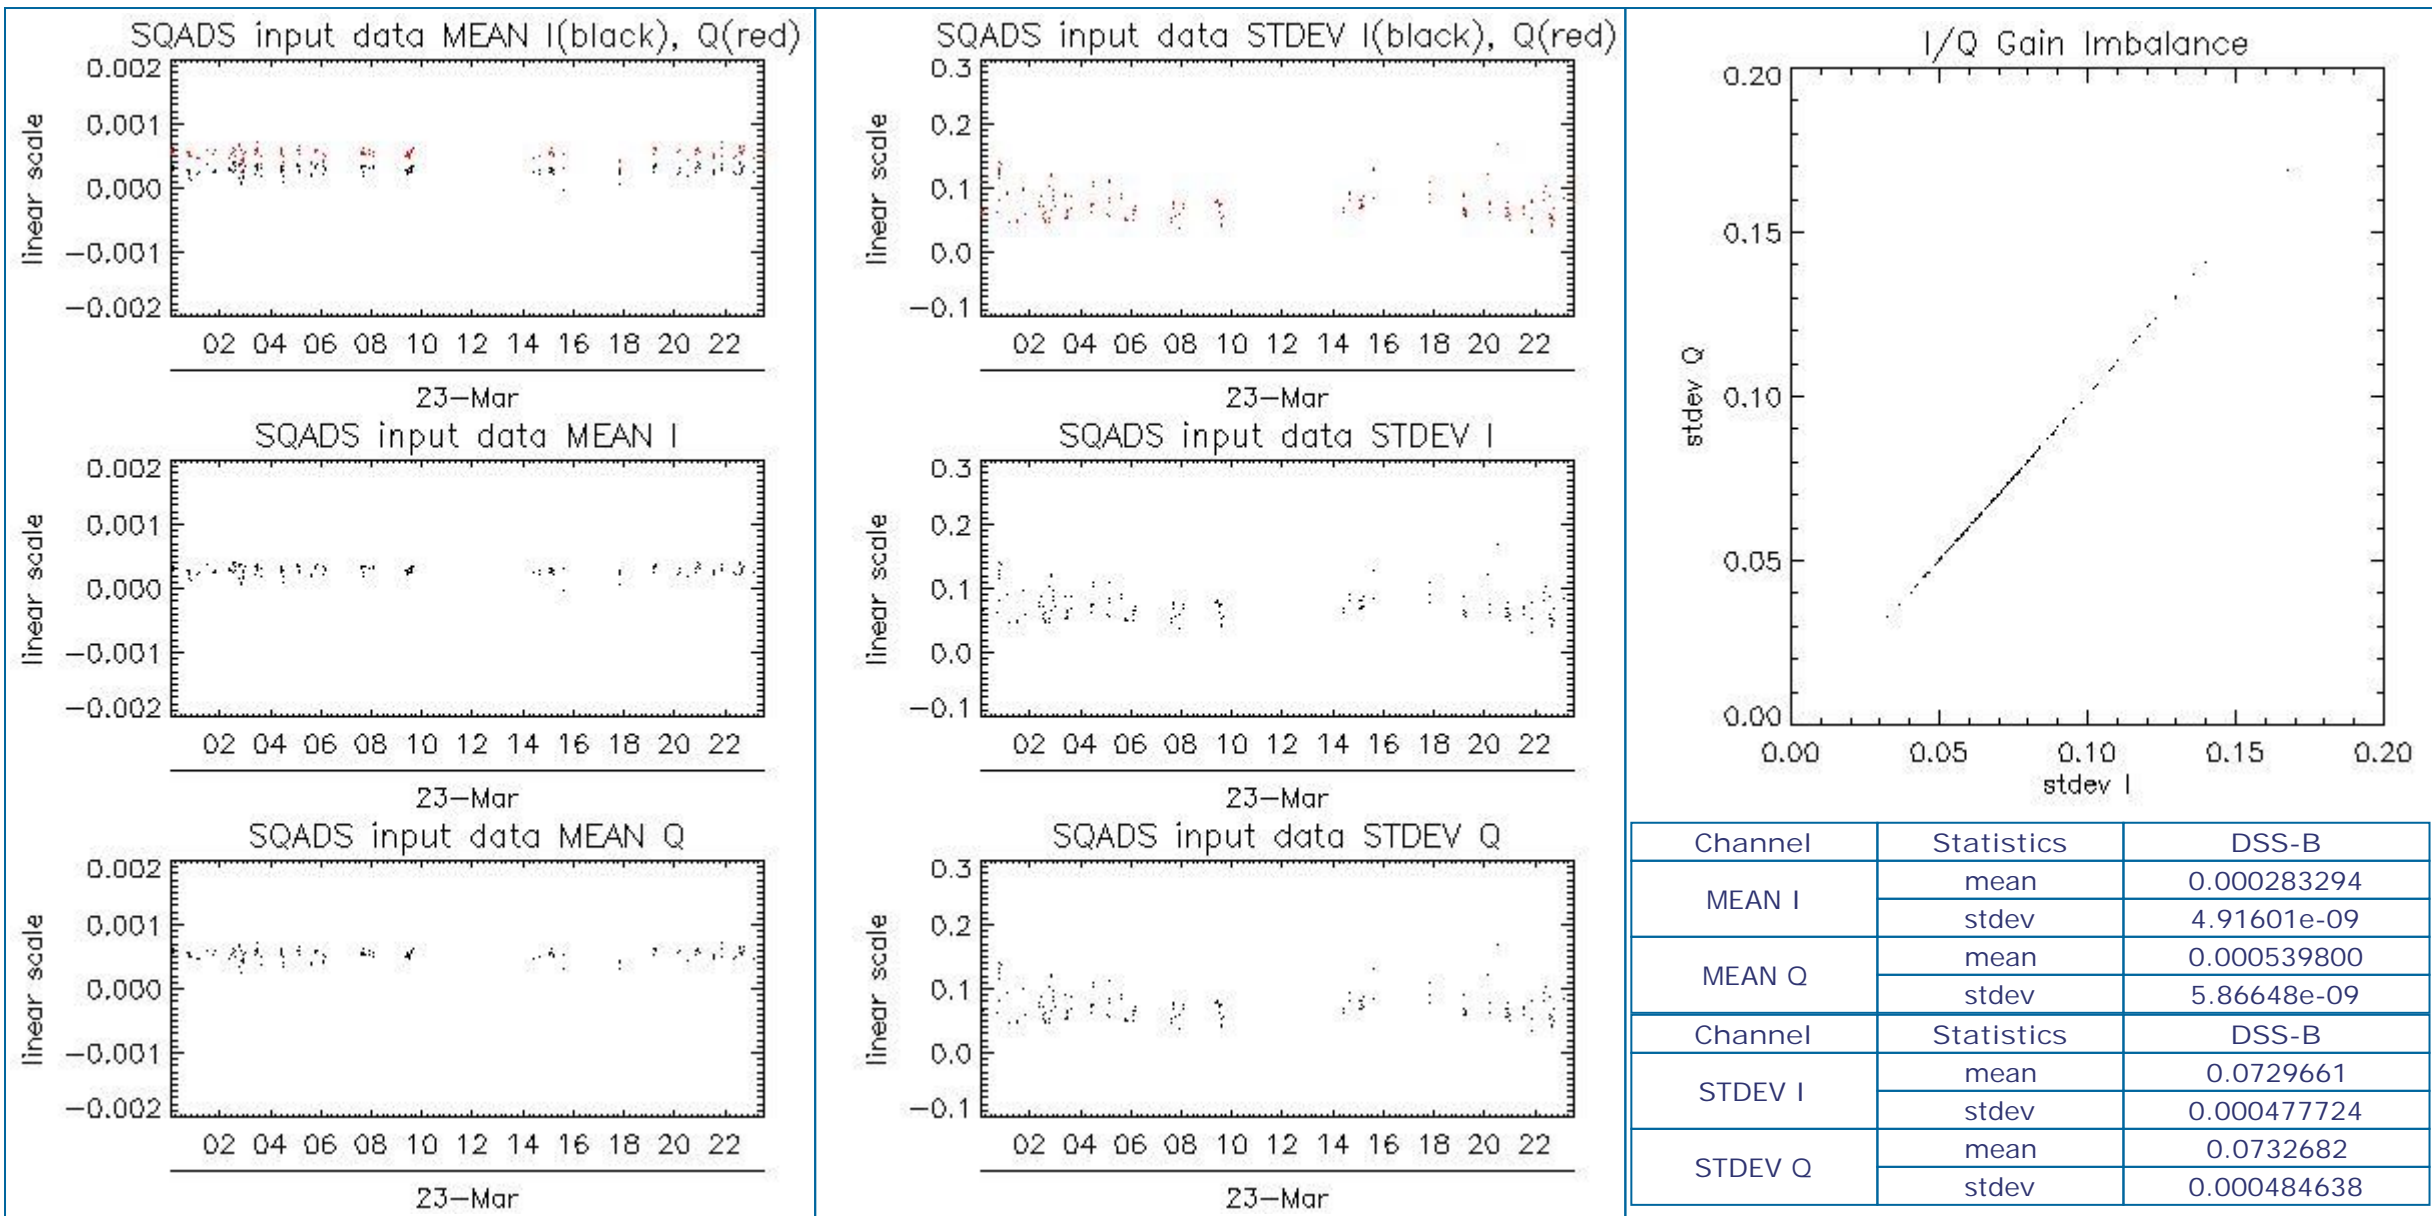 SQADS input data MEAN I(black), Q(red)
0.002
0.001
0.000
−0.001
−0.002
linear scale
02 04 06 08 10 12 14 16 18 20 22
23−Mar
SQADS input data MEAN I
0.002
0.001
0.000
−0.001
−0.002
linear scale
02 04 06 08 10 12 14 16 18 20 22
23−Mar
SQADS input data MEAN Q
0.002
0.001
0.000
−0.001
−0.002
linear scale
02 04 06 08 10 12 14 16 18 20 22
23−Mar
SQADS input data STDEV I(black), Q(red)
0.3
0.2
0.1
0.0
−0.1
linear scale
02 04 06 08 10 12 14 16 18 20 22
23−Mar
SQADS input data STDEV I
0.3
0.2
0.1
0.0
−0.1
linear scale
02 04 06 08 10 12 14 16 18 20 22
23−Mar
SQADS input data STDEV Q
0.3
0.2
0.1
0.0
−0.1
linear scale
02 04 06 08 10 12 14 16 18 20 22
23−Mar
I/Q Gain Imbalance
0.20
0.15
0.10
0.05
0.00
stdev Q
0.00 0.05 0.10 0.15 0.20
stdev I
Channel Statistics DSS-B
MEAN I mean 0.000283294
stdev 4.91601e-09
MEAN Q mean 0.000539800
stdev 5.86648e-09
Channel Statistics DSS-B
STDEV I mean 0.0729661
stdev 0.000477724
STDEV Q mean 0.0732682
stdev 0.000484638